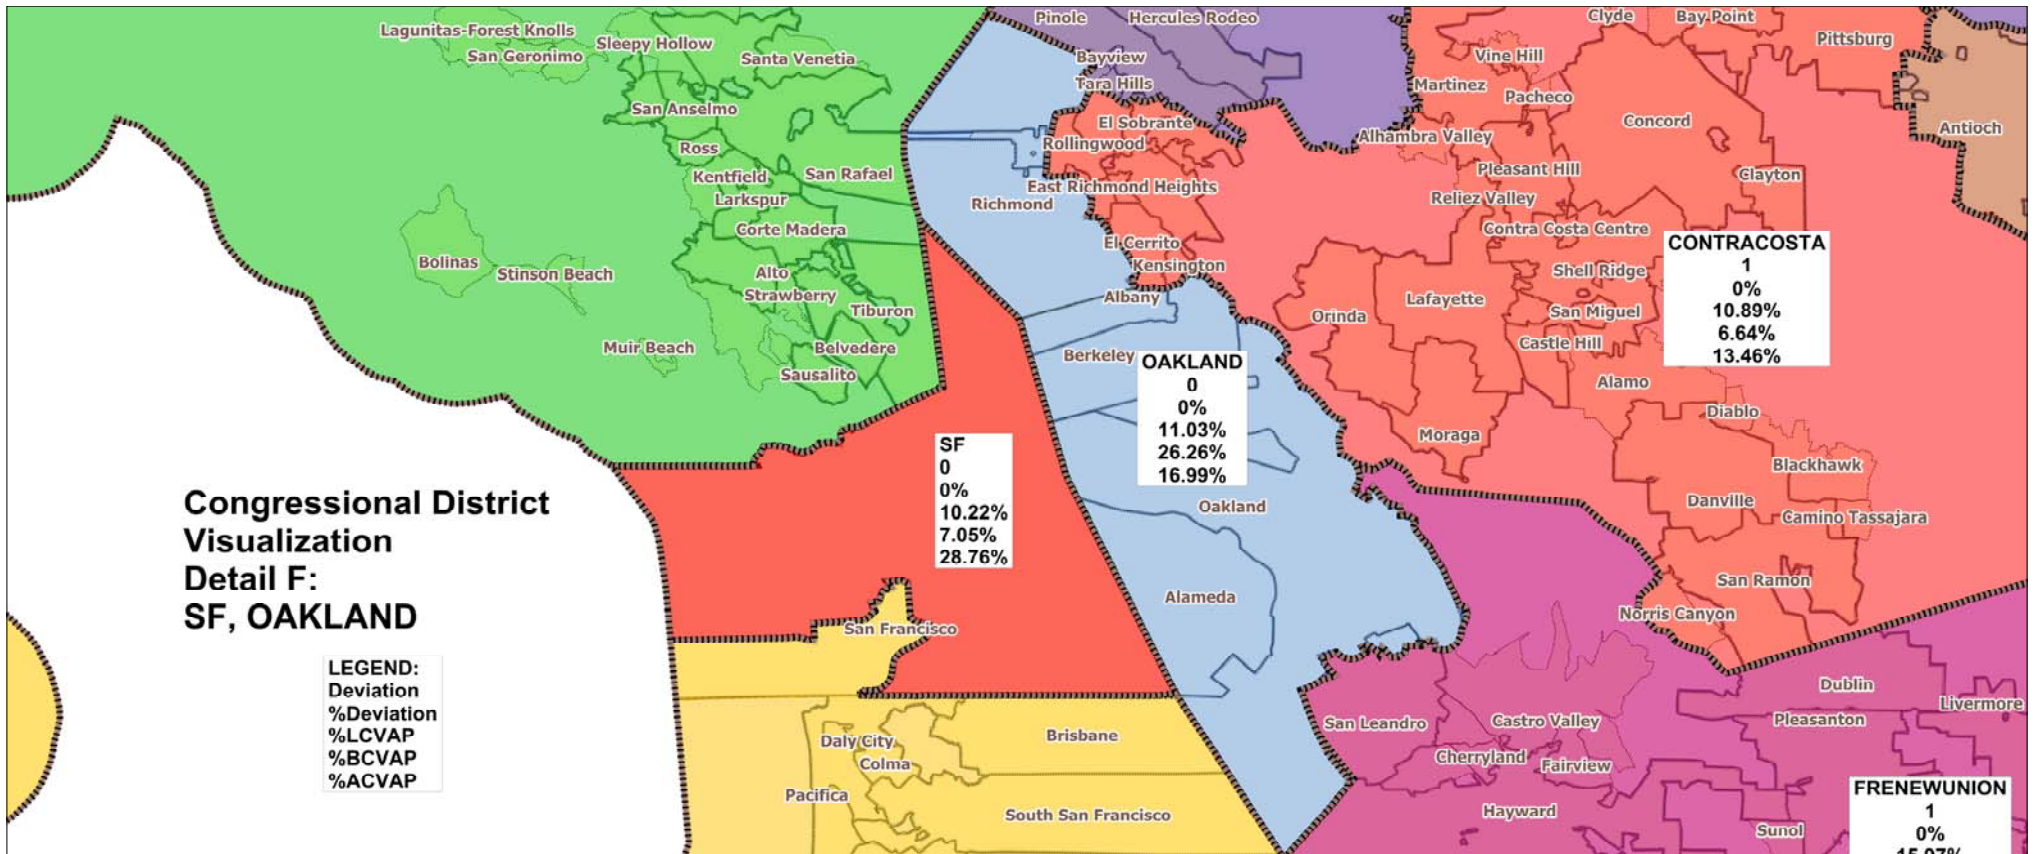 Pinole
Hercules Rodeo
Clyde
Bay Point
Lagunitas-Forest Knolls
Sleepy Hollow
Pittsburg
San Geronimo
Santa Venetia
Bayview
Vine Hill
Tara Hills
Martinez
Pacheco
San Anselmo
El Sobrante
Concord
Antioch
Ross
Rollingwood
Alhambra Valley
Kentfield
San Rafael
Pleasant Hill
Clayton
Larkspur
East Richmond Heights
Richmond
Reliez Valley
Corte Madera
El Cerrito
Contra Costa Centre
CONTRACOSTA
1
0%
10.89%
6.64%
13.46%
Bolinas
Stinson Beach
Alto
Kensington
Shell Ridge
Strawberry
Albany
Lafayette
Tiburon
Orinda
San Miguel
Muir Beach
Belvedere
Berkeley
Castle Hill
Sausalito
OAKLAND
0
0%
11.03%
26.26%
16.99%
Alamo
Diablo
Moraga
SF
0
0%
10.22%
7.05%
28.76%
Blackhawk
Congressional District
Visualization
Detail F:
SF, OAKLAND
Oakland
Danville
Camino Tassajara
Alameda
San Ramon
Norris Canyon
San Francisco
LEGEND:
Deviation
%Deviation
%LCVAP
%BCVAP
%ACVAP
Dublin
Livermore
San Leandro
Castro Valley
Pleasanton
Daly City
Brisbane
Colma
Cherryland
Fairview
Pacifica
South San Francisco
Hayward
Sunol
FRENEWUNION
1
0%